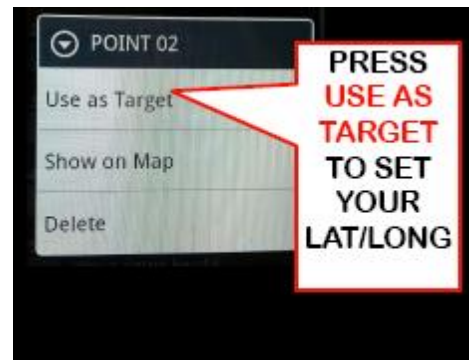 POINT 02
Use as Target
Show on Map
Delete
PRESS
USE AS
TARGET
TO SET
YOUR
LAT/LONG